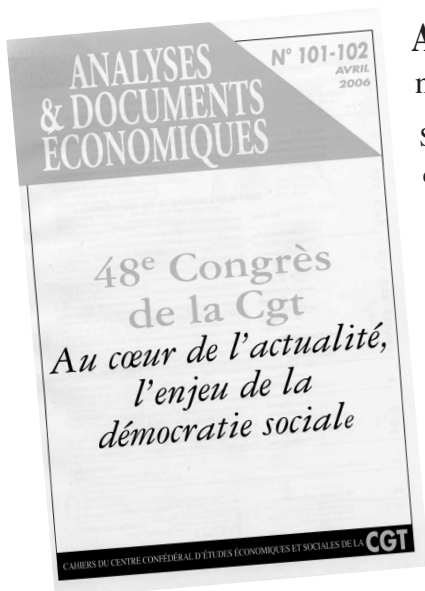 ANALYSES
& DOCUMENTS
ÉCONOMIQUES
N° 101-102
AVRIL
2006
48e Congrès
de la Cgt
Au cœur de l'actualité,
l'enjeu de la
démocratie sociale
CAHIERS DU CENTRE CONFÉDÉRAL D'ÉTUDES ÉCONOMIQUES ET SOCIALES DE LA CGT
A